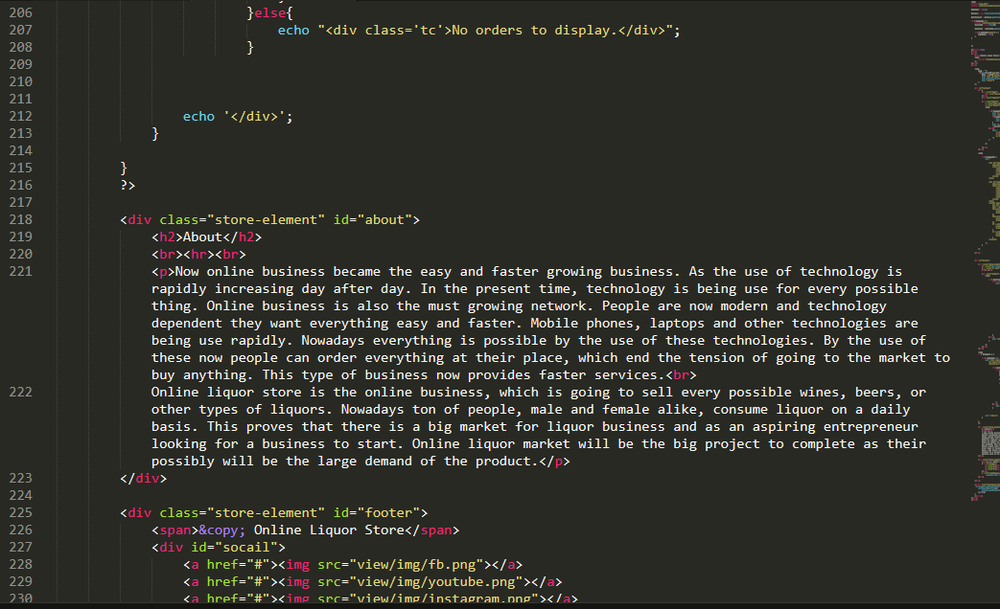 206 }else{
207 echo "<div class='tc'>No orders to display.</div>";
208 }
209
210
211
212 echo '</div>';
213 }
214
215 }
216 ?>
217
218 <div class="store-element" id="about">
219 <h2>About</h2>
220 <br><hr><br>
221 <p>Now online business became the easy and faster growing business. As the use of technology is
rapidly increasing day after day. In the present time, technology is being use for every possible
thing. Online business is also the must growing network. People are now modern and technology
dependent they want everything easy and faster. Mobile phones, laptops and other technologies are
being use rapidly. Nowadays everything is possible by the use of these technologies. By the use of
these now people can order everything at their place, which end the tension of going to the market to
buy anything. This type of business now provides faster services.<br>
222 Online liquor store is the online business, which is going to sell every possible wines, beers, or
other types of liquors. Nowadays ton of people, male and female alike, consume liquor on a daily
basis. This proves that there is a big market for liquor business and as an aspiring entrepreneur
looking for a business to start. Online liquor market will be the big project to complete as their
possibly will be the large demand of the product.</p>
223 </div>
224
225 <div class="store-element" id="footer">
226 <span>&copy; Online Liquor Store</span>
227 <div id="socail">
228 <a href="#"><img src="view/img/fb.png"></a>
229 <a href="#"><img src="view/img/youtube.png"></a>
230 <a href="#"><img src="view/img/instagram.png"></a>